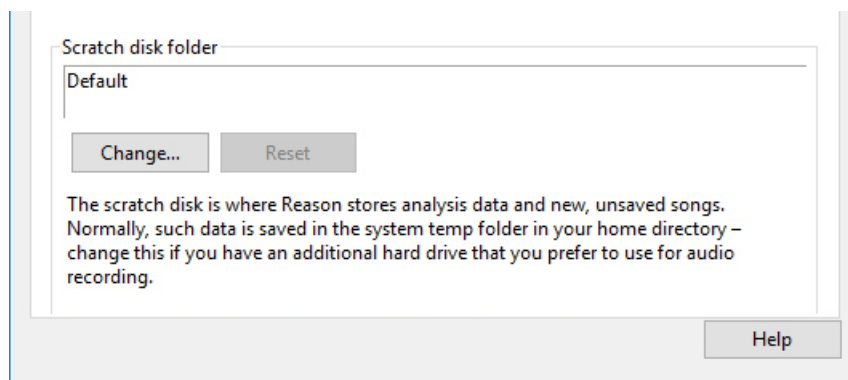 Scratch disk folder
Default
Change...
Reset
The scratch disk is where Reason stores analysis data and new, unsaved songs.
Normally, such data is saved in the system temp folder in your home directory –
change this if you have an additional hard drive that you prefer to use for audio
recording.
Help